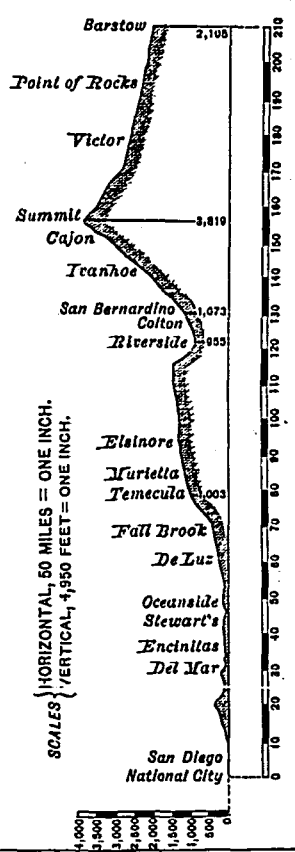 Barstow
2,105
Point of Rocks
Victor
Summit
3,819
Cajon
Ivanhoe
San Bernardino
1,073
Colton
Riverside
955
Elsinore
Murietta
Temecula
1,003
Fall Brook
De Luz
Oceanside
Stewart's
Encinitas
Del Mar
San Diego
National City
SCALES
HORIZONTAL, 50 MILES = ONE INCH.
VERTICAL, 4,950 FEET = ONE INCH.
4,000
3,500
3,000
2,500
2,000
1,500
1,000
500
0
0
10
20
30
40
50
60
70
80
90
100
110
120
130
140
150
160
170
180
190
200
210